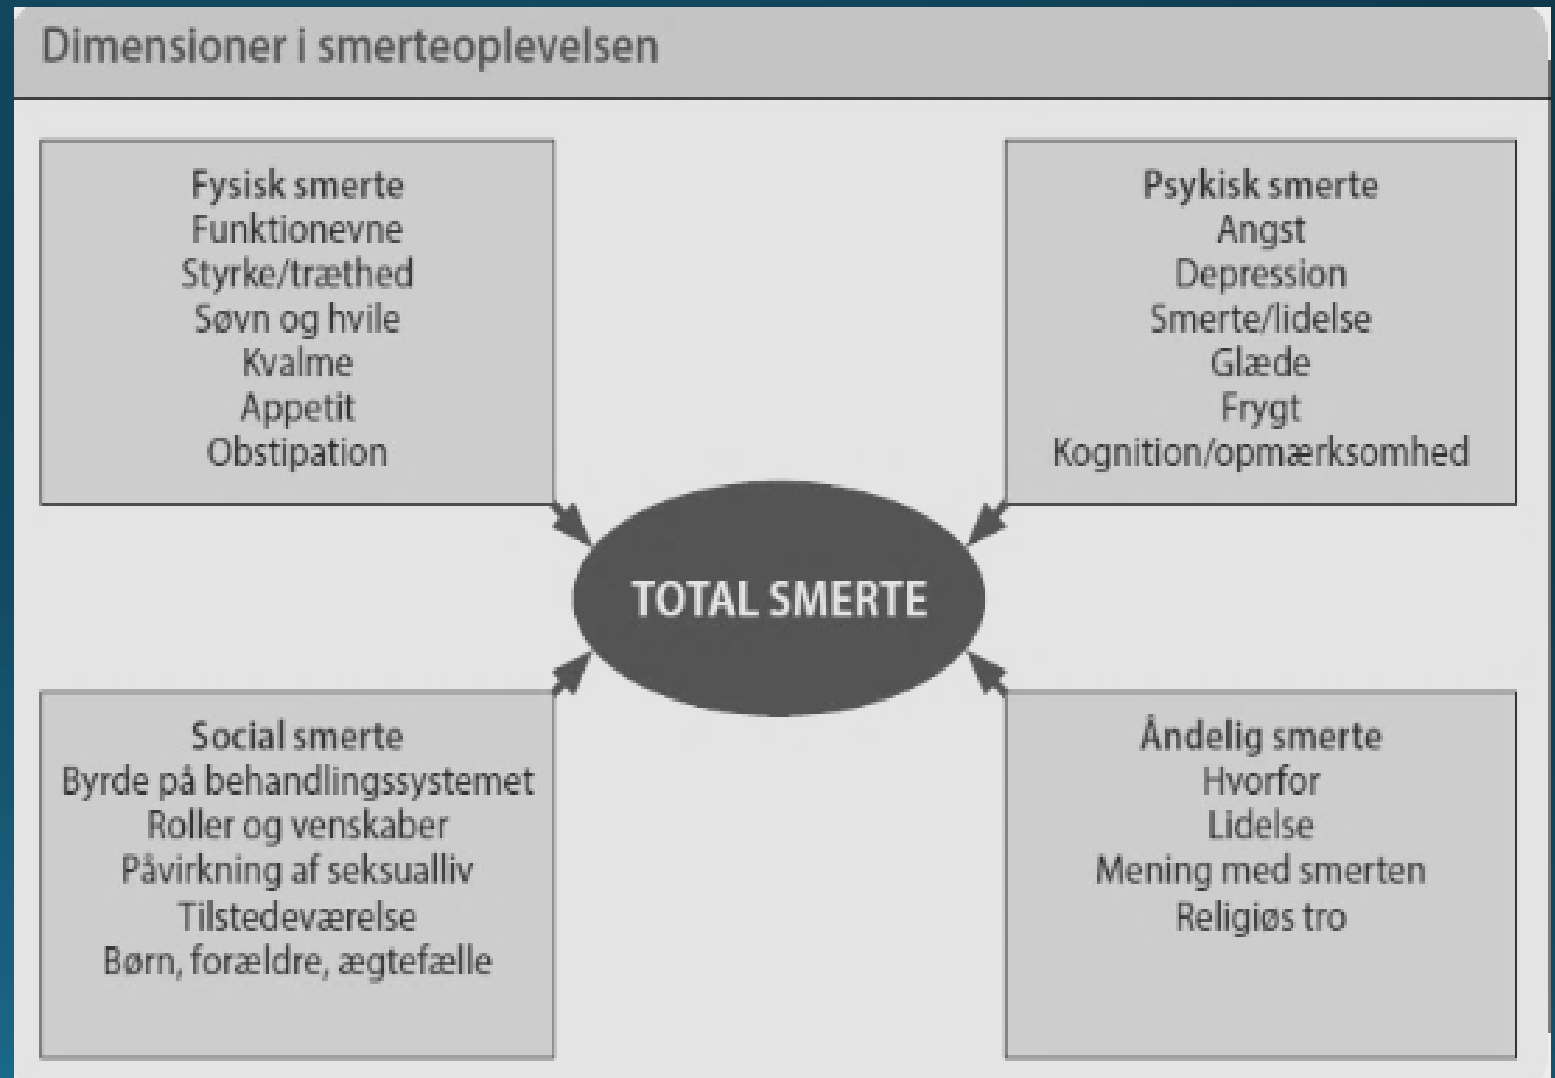 Dimensioner i smerteoplevelsen
Fysisk smerte
Funktionevne
Styrke/træthed
Søvn og hvile
Kvalme
Appetit
Obstipation
Psykisk smerte
Angst
Depression
Smerte/lidelse
Glæde
Frygt
Kognition/opmærksomhed
TOTAL SMERTE
Social smerte
Byrde på behandlingssystemet
Roller og venskaber
Påvirkning af seksualliv
Tilstedeværelse
Børn, forældre, ægtefælle
Åndelig smerte
Hvorfor
Lidelse
Mening med smerten
Religiøs tro